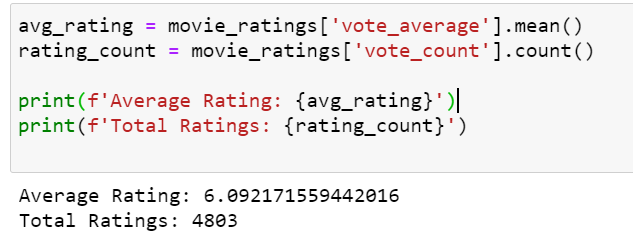 avg_rating = movie_ratings['vote_average'].mean()
rating_count = movie_ratings['vote_count'].count()
print(f'Average Rating: {avg_rating}')
print(f'Total Ratings: {rating_count}')
Average Rating: 6.092171559442016
Total Ratings: 4803